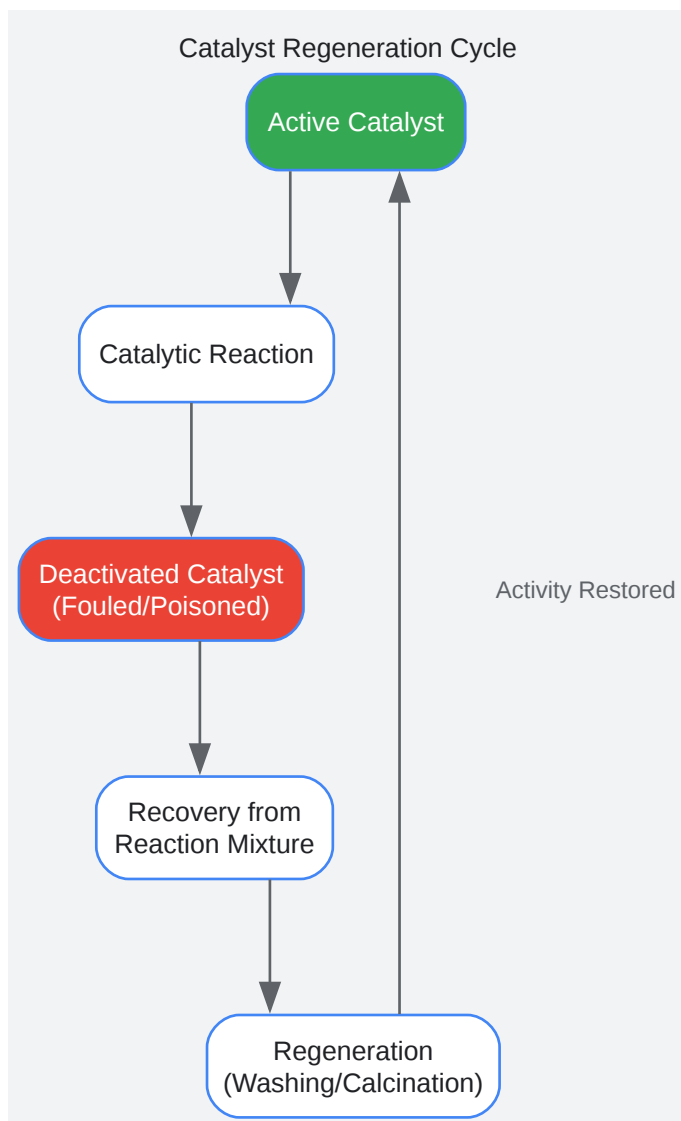 Catalyst Regeneration Cycle
Active Catalyst
Catalytic Reaction
Deactivated Catalyst
(Fouled/Poisoned)
Activity Restored
Recovery from
Reaction Mixture
Regeneration
(Washing/Calcination)